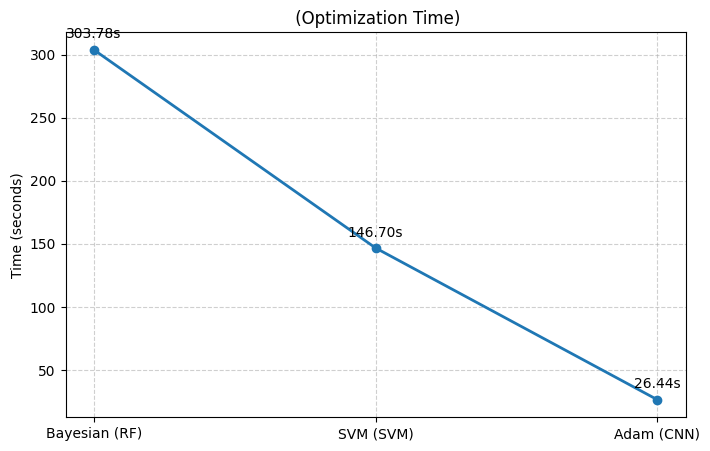 (Optimization Time)
303.78s
300
250
200
150
146.70s
100
50
26.44s
Time (seconds)
Bayesian (RF)
SVM (SVM)
Adam (CNN)